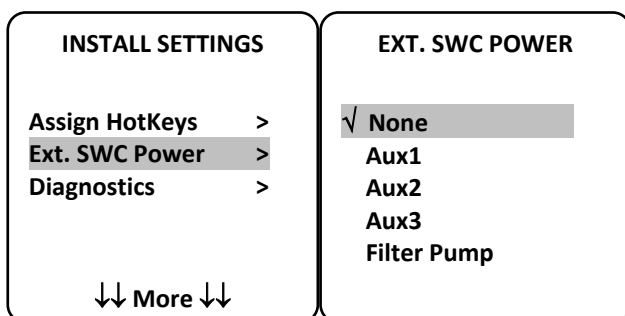 INSTALL SETTINGS
Assign HotKeys >
Ext. SWC Power >
Diagnostics >
↓↓ More ↓↓
EXT. SWC POWER
√ None
Aux1
Aux2
Aux3
Filter Pump